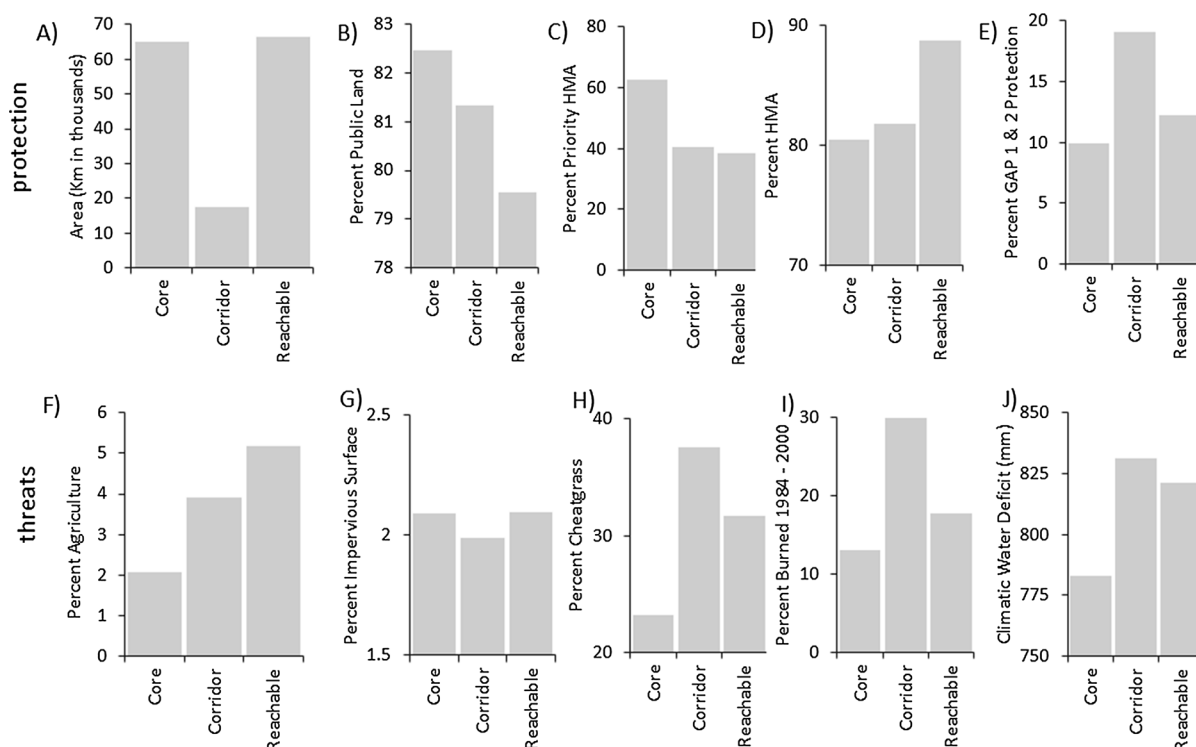 protection
A)
Area (Km in thousands)
70
60
50
40
30
20
10
0
Core
Corridor
Reachable
B)
Percent Public Land
83
82
81
80
79
78
Core
Corridor
Reachable
C)
Percent Priority HMA
80
60
40
20
0
Core
Corridor
Reachable
D)
Percent HMA
90
80
70
Core
Corridor
Reachable
E)
Percent GAP 1 & 2 Protection
20
15
10
5
0
Core
Corridor
Reachable
threats
F)
Percent Agriculture
6
5
4
3
2
1
0
Core
Corridor
Reachable
G)
Percent Impervious Surface
2.5
2
1.5
Core
Corridor
Reachable
H)
Percent Cheatgrass
40
30
20
Core
Corridor
Reachable
I)
Percent Burned 1984 - 2000
30
20
10
0
Core
Corridor
Reachable
J)
Climatic Water Deficit (mm)
850
825
800
775
750
Core
Corridor
Reachable